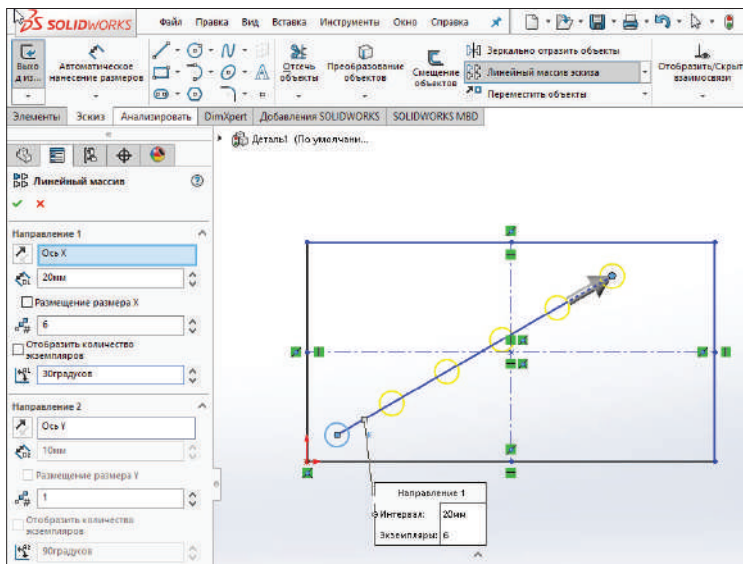 SOLIDWORKS Файл Правка Вид Вставка Инструменты Окно Справка
Выхо
д из...
Автоматическое
нанесение размеров
Отсечь
объекты
Преобразование
объектов
Смещение
объектов
Зеркально отразить объекты
Линейный массив эскиза
Переместить объекты
Отобразить/Скрыт
взаимосвязи
Элементы Эскиз Анализировать DimXpert Добавления SOLIDWORKS SOLIDWORKS MBD
Деталь1 (По умолчани...
Линейный массив
Направление 1
Ось X
20мм
Размещение размера X
6
Отобразить количество
экземпляров
30градусов
Направление 2
Ось Y
10мм
Размещение размера Y
1
Отобразить количество
экземпляров
90градусов
Направление 1
Интервал: 20мм
Экземпляры: 6